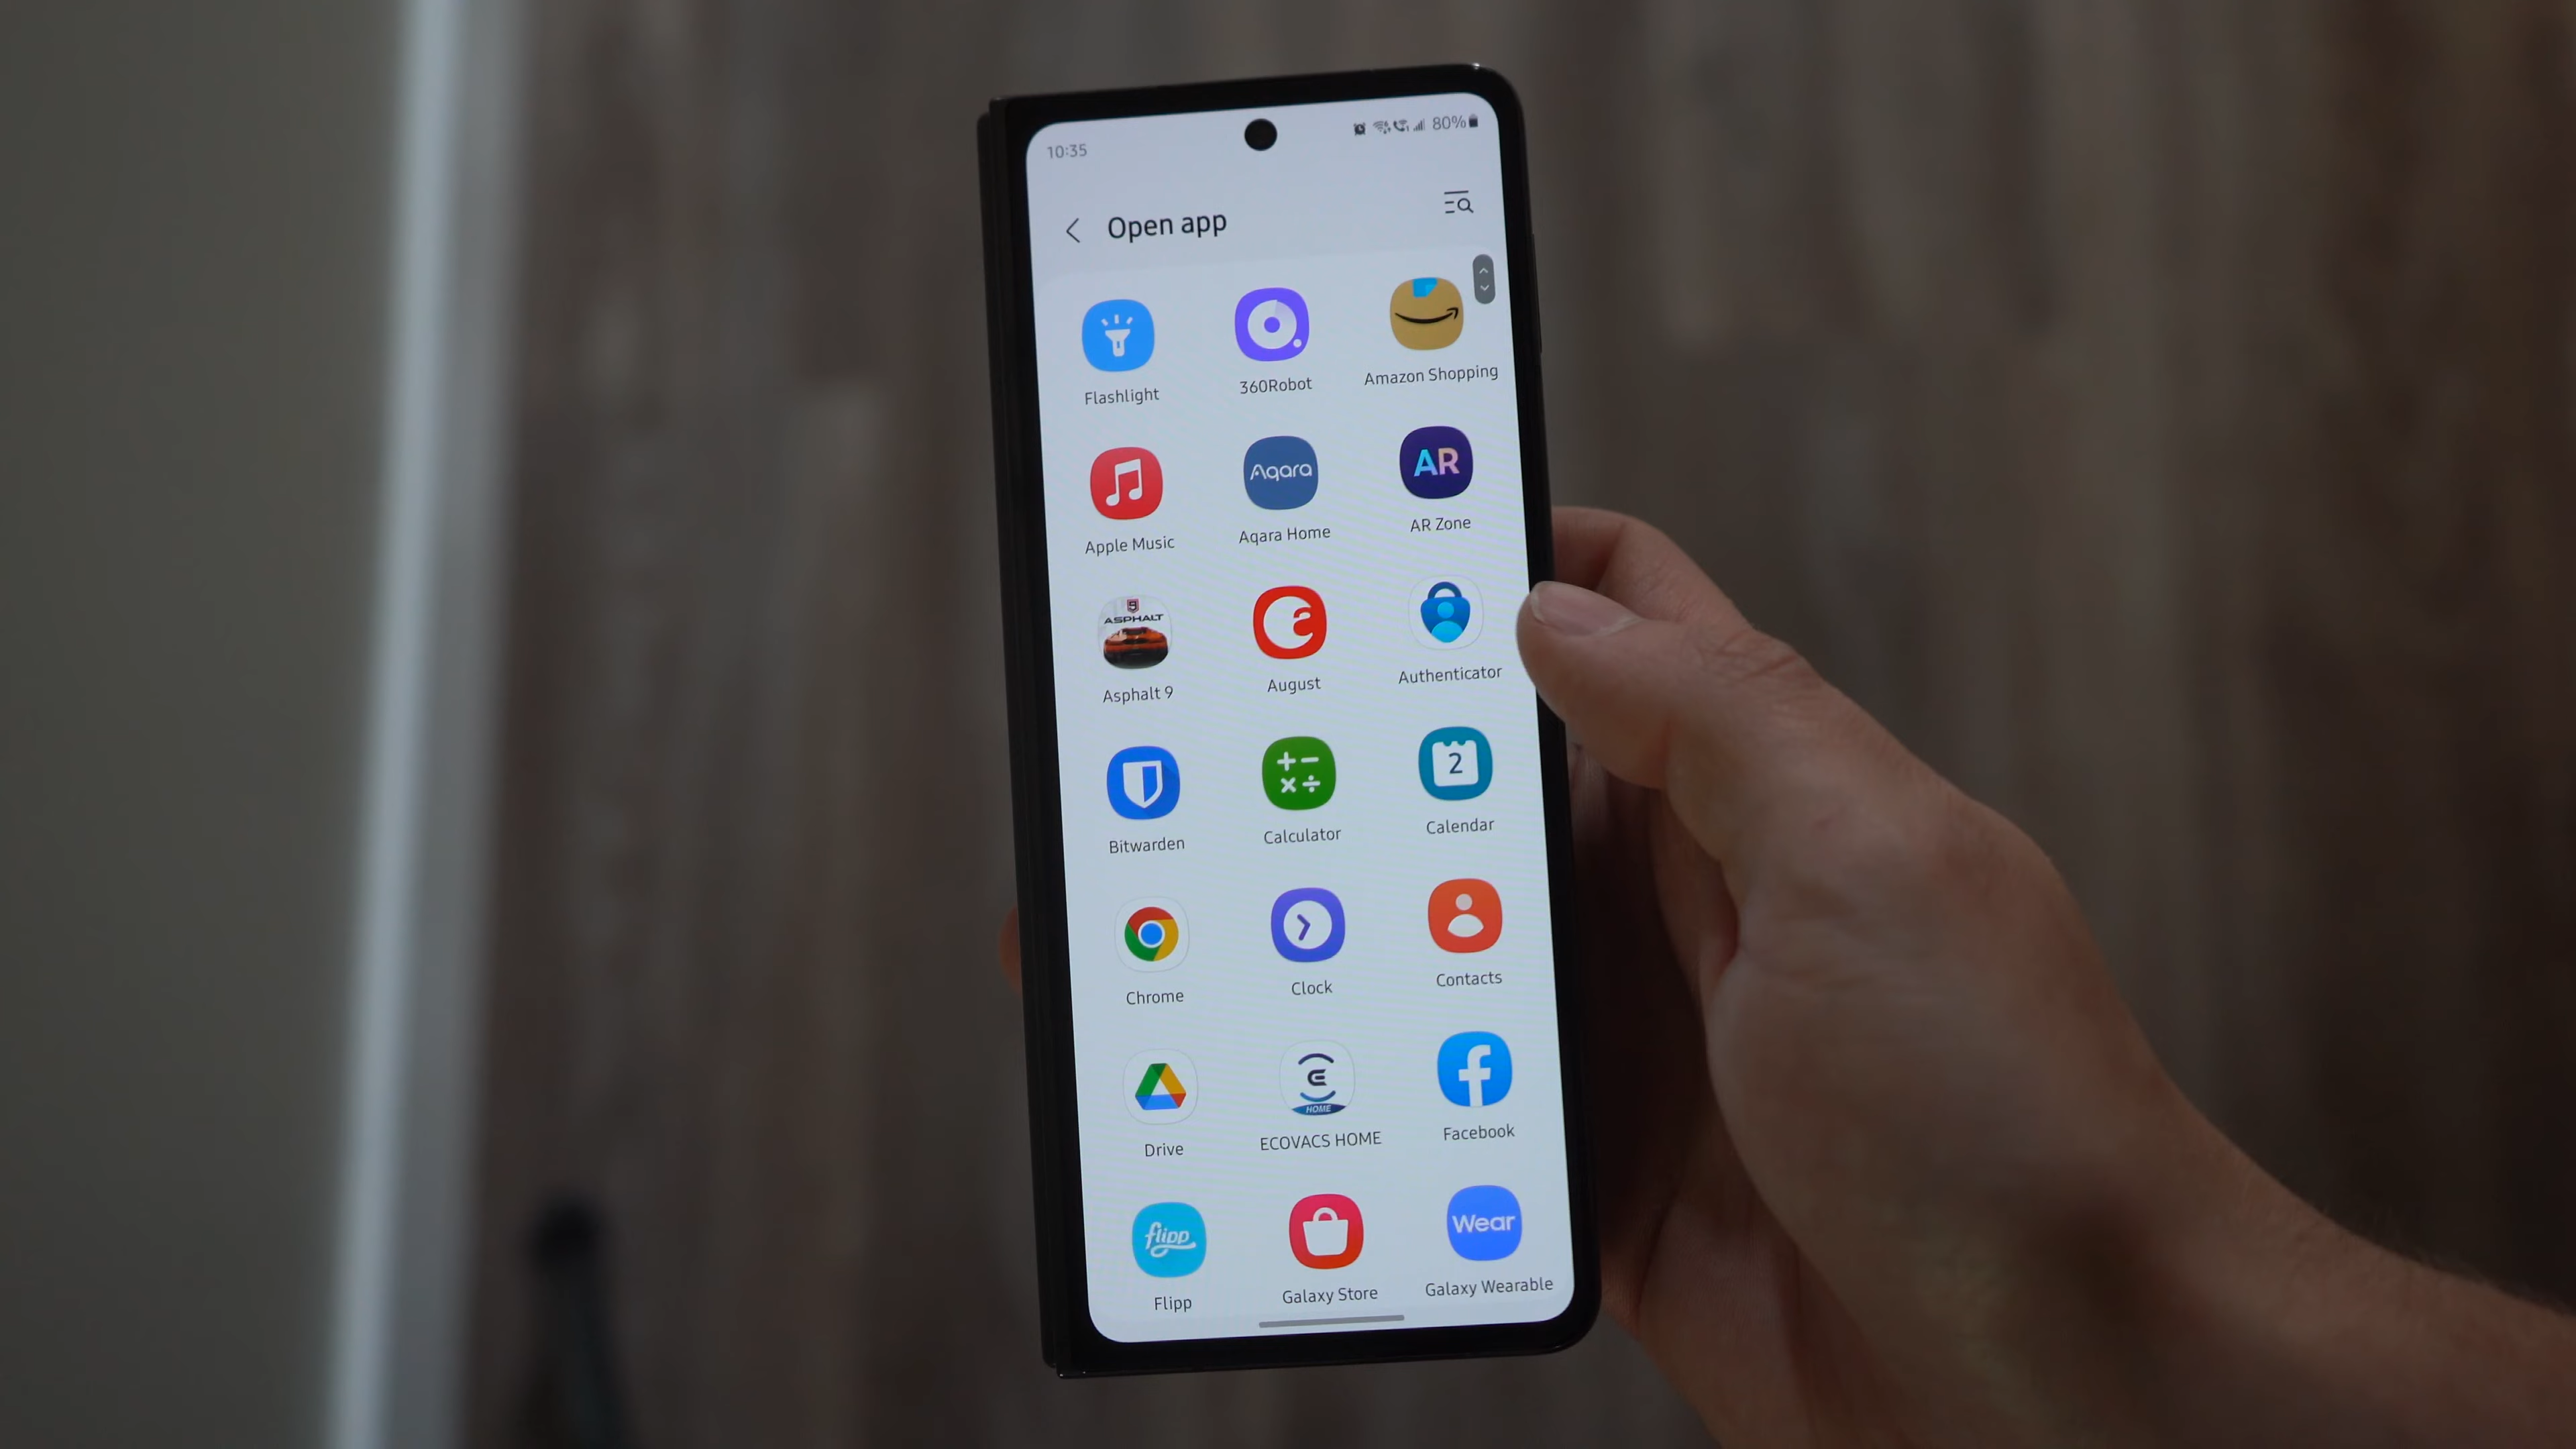 10:35 80%
Open app
Flashlight 360Robot Amazon Shopping
Aqara AR
Apple Music Aqara Home AR Zone
9
ASPHALT a
Asphalt 9 August Authenticator
2
Bitwarden Calculator Calendar
Chrome Clock Contacts
HOME
Drive ECOVACS HOME Facebook
flipp Wear
Flipp Galaxy Store Galaxy Wearable